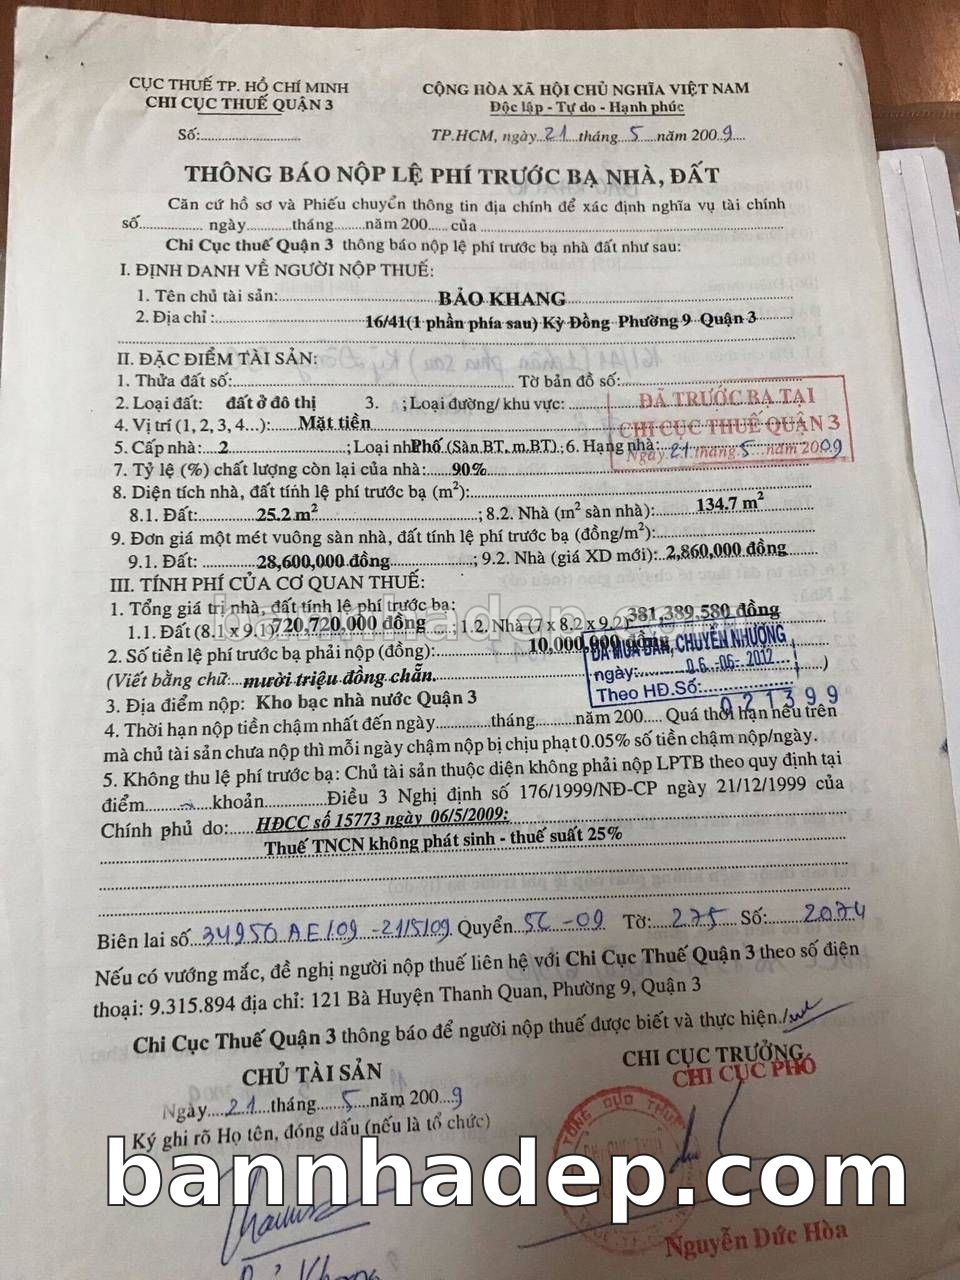 CỤC THUẾ TP. HỒ CHÍ MINH
CHI CỤC THUẾ QUẬN 3
Số:
CỘNG HÒA XÃ HỘI CHỦ NGHĨA VIỆT NAM
Độc lập - Tự do - Hạnh phúc
TP.HCM, ngày 21 tháng 5 năm 2009
THÔNG BÁO NỘP LỆ PHÍ TRƯỚC BẠ NHÀ, ĐẤT
Căn cứ hồ sơ và Phiếu chuyển thông tin địa chính để xác định nghĩa vụ tài chính
số ngày tháng năm 200 của
Chi Cục thuế Quận 3 thông báo nộp lệ phí trước bạ nhà đất như sau:
I. ĐỊNH DANH VỀ NGƯỜI NỘP THUẾ:
1. Tên chủ tài sản: BẢO KHANG
2. Địa chỉ : 16/41(1 phần phía sau) Kỳ Đồng Phường 9 Quận 3
II. ĐẶC ĐIỂM TÀI SẢN:
1. Thửa đất số: Tờ bản đồ số:
2. Loại đất: đất ở đô thị 3. ; Loại đường/ khu vực:
4. Vị trí (1, 2, 3, 4...): Mặt tiền
ĐÃ TRƯỚC BẠ TẠI
CHI CỤC THUẾ QUẬN 3
Ngày 21 tháng 5 năm 2009
5. Cấp nhà: 2 ; Loại nhà Phố (Sàn BT, m.BT) ; 6. Hạng nhà:
7. Tỷ lệ (%) chất lượng còn lại của nhà: 90%
8. Diện tích nhà, đất tính lệ phí trước bạ (m²):
8.1. Đất: 25.2 m² ; 8.2. Nhà (m² sàn nhà): 134.7 m²
9. Đơn giá một mét vuông sàn nhà, đất tính lệ phí trước bạ (đồng/m²):
9.1. Đất: 28,600,000 đồng ; 9.2. Nhà (giá XD mới): 2,860,000 đồng
III. TÍNH PHÍ CỦA CƠ QUAN THUẾ:
1. Tổng giá trị nhà, đất tính lệ phí trước bạ:
bannhadep.com
1.1. Đất (8.1 x 9.1) 720,720,000 đồng ; 1.2. Nhà (7 x 8.2 x 9.2) 381,389,580 đồng
2. Số tiền lệ phí trước bạ phải nộp (đồng): 10,000,000 đồng
(Viết bằng chữ: mười triệu đồng chẵn. )
ĐÃ MUA BÁN, CHUYỂN NHƯỢNG
ngày: 06 -06- 2012
Theo HĐ.Số:
021399
3. Địa điểm nộp: Kho bạc nhà nước Quận 3
4. Thời hạn nộp tiền chậm nhất đến ngày tháng năm 200 Quá thời hạn nêu trên
mà chủ tài sản chưa nộp thì mỗi ngày chậm nộp bị chịu phạt 0.05% số tiền chậm nộp/ngày.
5. Không thu lệ phí trước bạ: Chủ tài sản thuộc diện không phải nộp LPTB theo quy định tại
điểm khoản Điều 3 Nghị định số 176/1999/NĐ-CP ngày 21/12/1999 của
Chính phủ do: HĐCC số 15773 ngày 06/5/2009:
Thuế TNCN không phát sinh - thuế suất 25%
Biên lai số 34956 AE/09 -21/5/09 Quyển 5C -09 Tờ: 275 Số: 2074
Nếu có vướng mắc, đề nghị người nộp thuế liên hệ với Chi Cục Thuế Quận 3 theo số điện
thoại: 9.315.894 địa chỉ: 121 Bà Huyện Thanh Quan, Phường 9, Quận 3
Chi Cục Thuế Quận 3 thông báo để người nộp thuế được biết và thực hiện./
CHỦ TÀI SẢN
Ngày 21 tháng 5 năm 2009
Ký ghi rõ Họ tên, đóng dấu (nếu là tổ chức)
CHI CỤC TRƯỞNG
CHI CỤC PHÓ
bannhadep.com
Nguyễn Đức Hòa